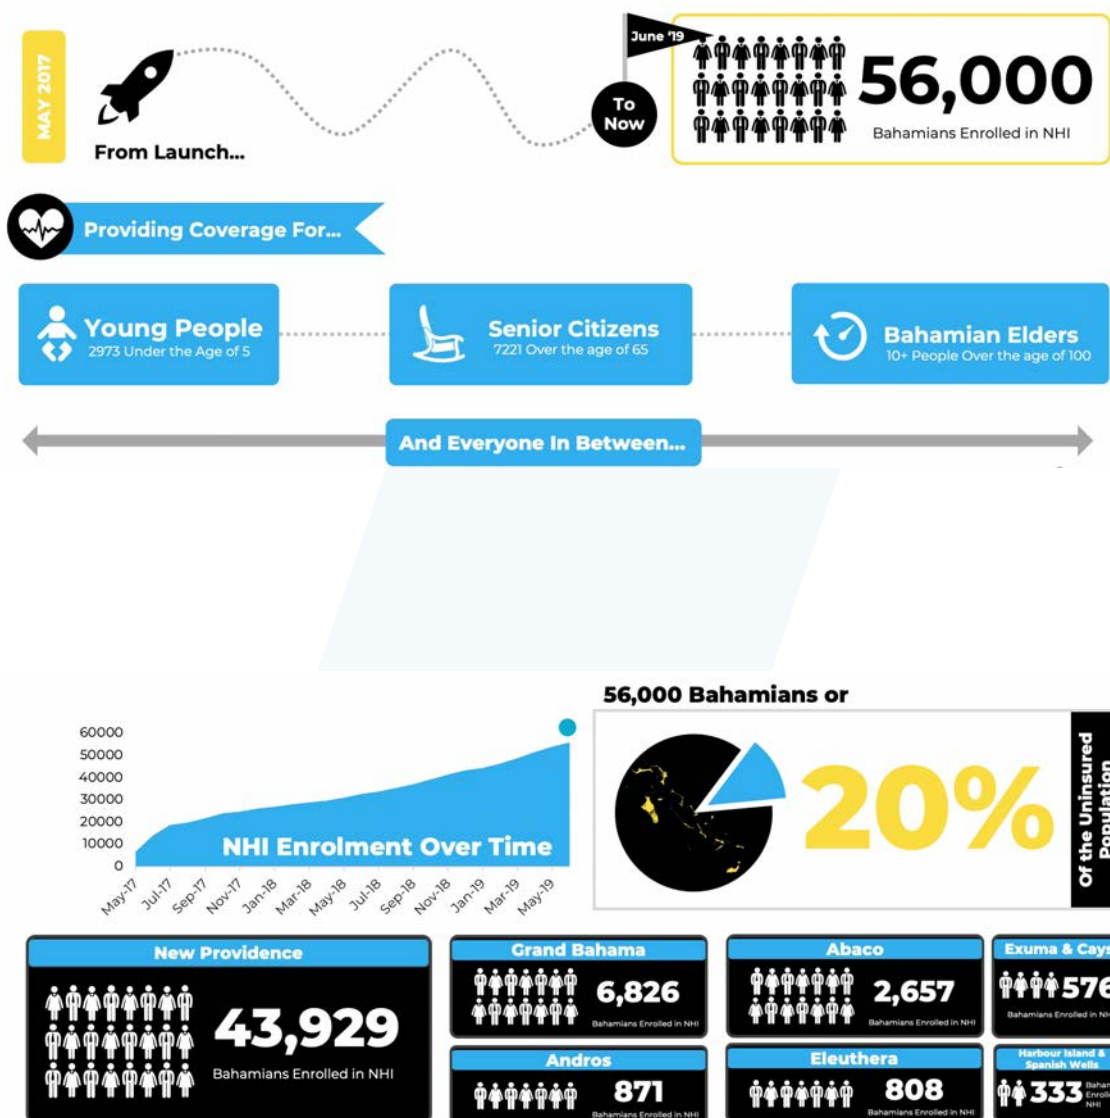 MAY 2017
From Launch...
To
Now
June '19
56,000
Bahamians Enrolled in NHI
Providing Coverage For...
Young People
2973 Under the Age of 5
Senior Citizens
7221 Over the age of 65
Bahamian Elders
10+ People Over the age of 100
And Everyone In Between...
60000
50000
40000
30000
20000
10000
0
NHI Enrolment Over Time
May-17
Jul-17
Sep-17
Nov-17
Jan-18
Mar-18
May-18
Jul-18
Sep-18
Nov-18
Jan-19
Mar-19
May-19
56,000 Bahamians or
20%
Of the Uninsured
Population
New Providence
43,929
Bahamians Enrolled in NHI
Grand Bahama
6,826
Bahamians Enrolled in NHI
Abaco
2,657
Bahamians Enrolled in NHI
Exuma & Cays
576
Bahamians Enrolled in NH
Andros
871
Bahamians Enrolled in NHI
Eleuthera
808
Bahamians Enrolled in NHI
Harbour Island &
Spanish Wells
333
Baham
Enroll
NHI